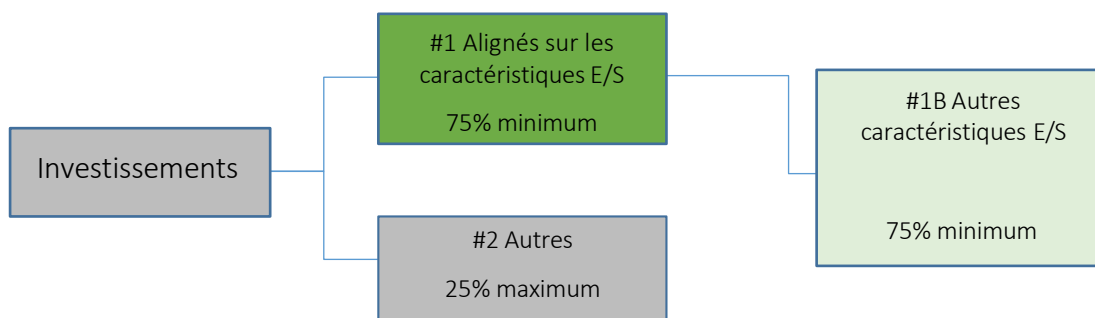 Investissements
#1 Alignés sur les
caractéristiques E/S
75% minimum
#2 Autres
25% maximum
#1B Autres
caractéristiques E/S
75% minimum